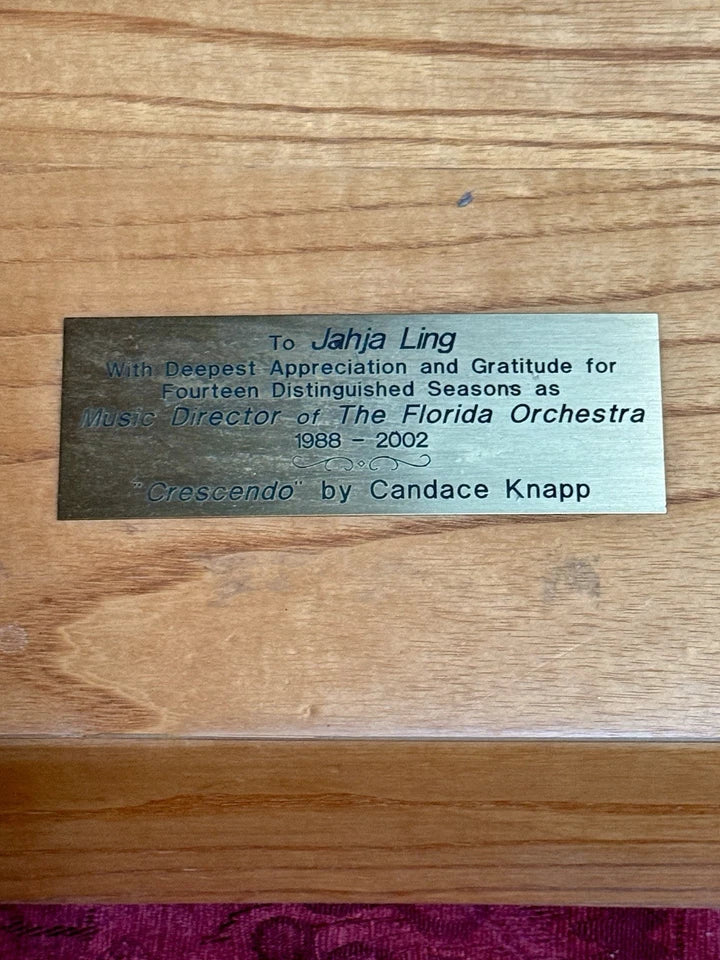 To Jahja Ling
With Deepest Appreciation and Gratitude for
Fourteen Distinguished Seasons as
Music Director of The Florida Orchestra
1988 - 2002
"Crescendo" by Candace Knapp